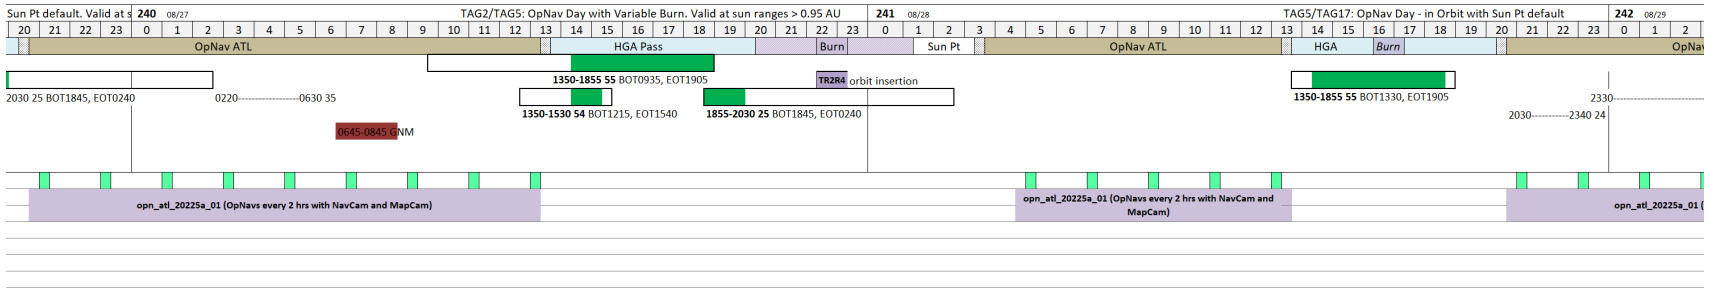 Sun Pt default. Valid at s 240 08/27 TAG2/TAG5: OpNav Day with Variable Burn. Valid at sun ranges > 0.95 AU 241 08/28 TAG5/TAG17: OpNav Day - in Orbit with Sun Pt default 242 08/29
20 21 22 23 0 1 2 3 4 5 6 7 8 9 10 11 12 13 14 15 16 17 18 19 20 21 22 23 0 1 2 3 4 5 6 7 8 9 10 11 12 13 14 15 16 17 18 19 20 21 22 23 0 1 2
OpNav ATL HGA Pass Burn Sun Pt OpNav ATL HGA Burn OpNav
1350-1855 55 BOT0935, EOT1905 TR2R4 orbit insertion
2030 25 BOT1845, EOT0240 0220--------------------0630 35 1350-1855 55 BOT1330, EOT1905 2330
1350-1530 54 BOT1215, EOT1540 1855-2030 25 BOT1845, EOT0240 2030-----------2340 24
0645-0845 GNM
opn_atl_20225a_01 (OpNavs every 2 hrs with NavCam and MapCam) opn_atl_20225a_01 (OpNavs every 2 hrs with NavCam and
MapCam) opn_atl_20225a_01 (